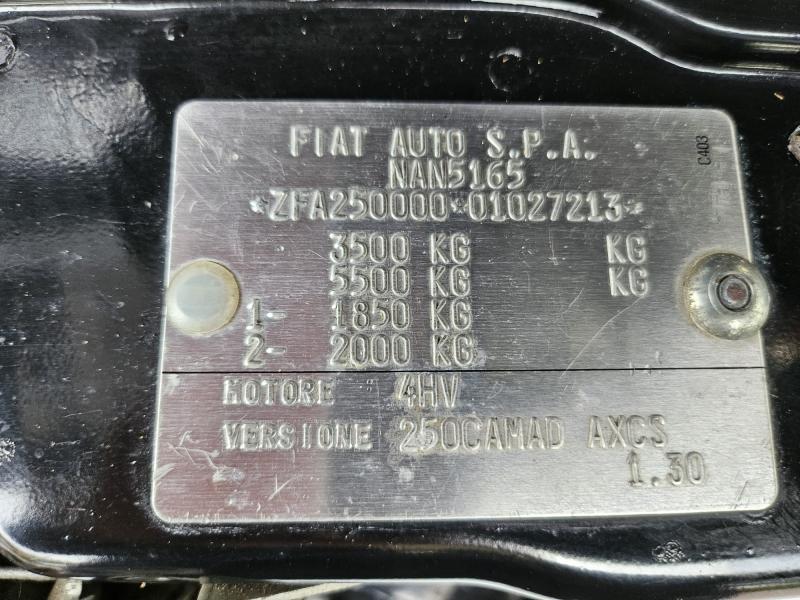 FIAT AUTO S.P.A.
C403
NAN5165
*ZFA250000*01027213*
3500 KG KG
5500 KG KG
1- 1850 KG
2- 2000 KG
MOTORE 4HV
VERSIONE 250CAMAD AXCS
1.30